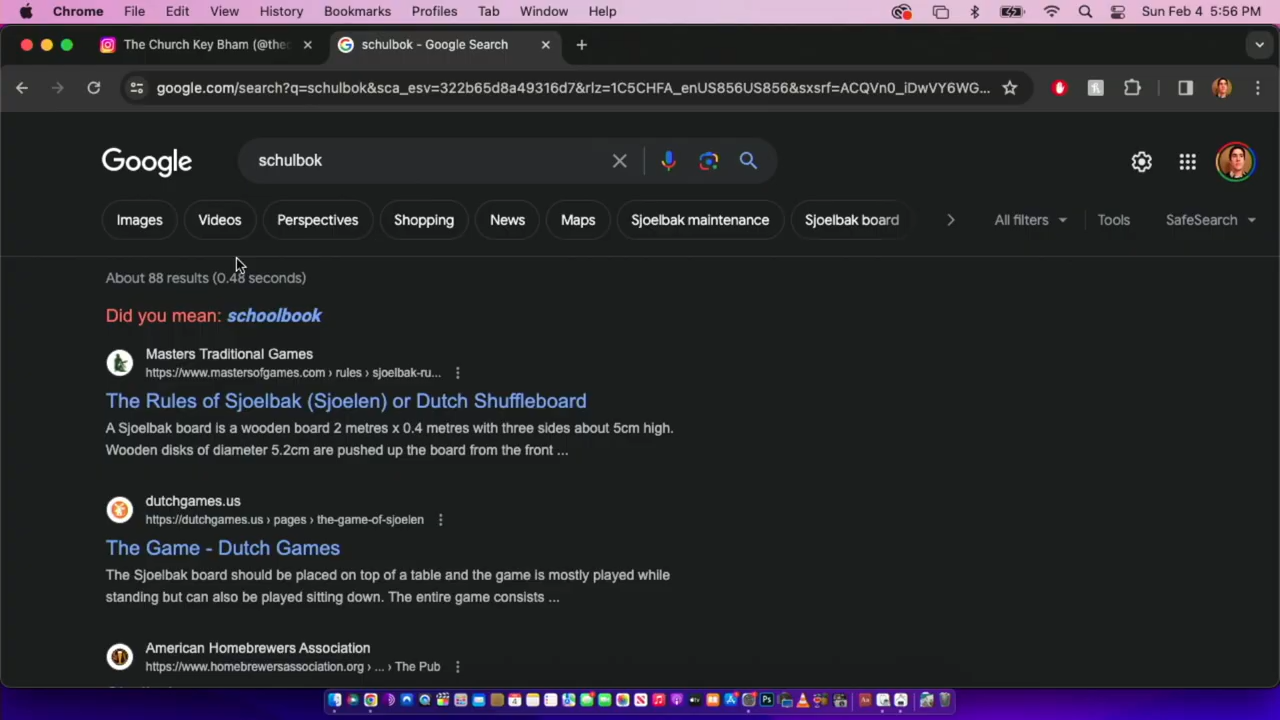 Chrome File Edit View History Bookmarks Profiles Tab Window Help Sun Feb 4 5:56 PM
The Church Key Bham (@thec schulbok - Google Search
google.com/search?q=schulbok&sca_esv=322b65d8a49316d7&rlz=1C5CHFA_enUS856US856&sxsrf=ACQVn0_iDwVY6WG...
Google schulbok
Images Videos Perspectives Shopping News Maps Sjoelbak maintenance Sjoelbak board All filters Tools SafeSearch
About 88 results (0.48 seconds)
Did you mean: schoolbook
Masters Traditional Games
https://www.mastersofgames.com › rules › sjoelbak-ru...
The Rules of Sjoelbak (Sjoelen) or Dutch Shuffleboard
A Sjoelbak board is a wooden board 2 metres x 0.4 metres with three sides about 5cm high.
Wooden disks of diameter 5.2cm are pushed up the board from the front ...
dutchgames.us
https://dutchgames.us › pages › the-game-of-sjoelen
The Game - Dutch Games
The Sjoelbak board should be placed on top of a table and the game is mostly played while
standing but can also be played sitting down. The entire game consists ...
American Homebrewers Association
https://www.homebrewersassociation.org › ... › The Pub